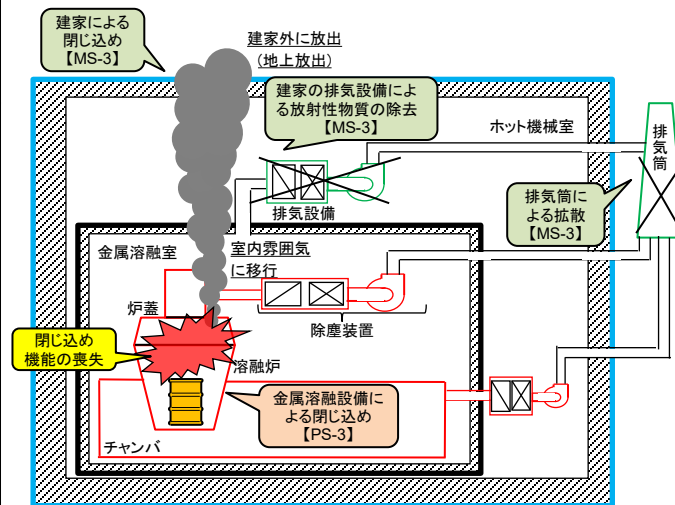 建家による
閉じ込め
【MS-3】
建家外に放出
(地上放出)
建家の排気設備によ
る放射性物質の除去
【MS-3】
ホット機械室
排気筒
排気設備
排気筒に
よる拡散
【MS-3】
金属溶融室
室内雰囲気
に移行
炉蓋
除塵装置
閉じ込め
機能の喪失
溶融炉
金属溶融設備
による閉じ込め
【PS-3】
チャンバ